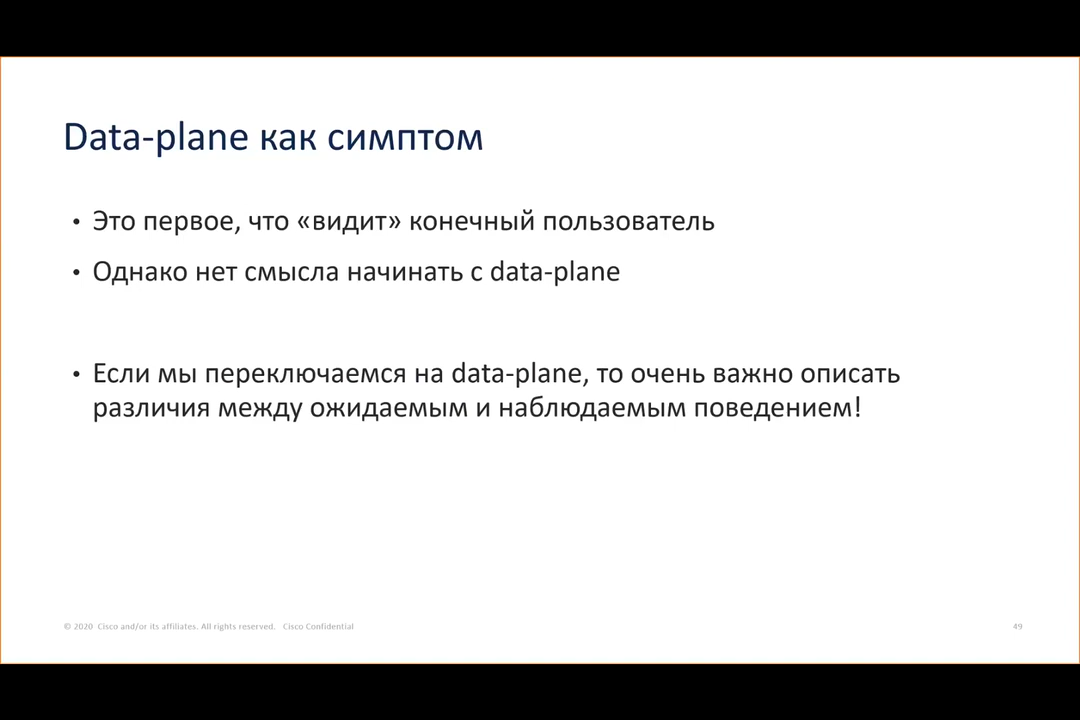 Data-plane как симптом
• Это первое, что «видит» конечный пользователь
• Однако нет смысла начинать с data-plane
• Если мы переключаемся на data-plane, то очень важно описать
различия между ожидаемым и наблюдаемым поведением!
© 2020 Cisco and/or its affiliates. All rights reserved. Cisco Confidential
49